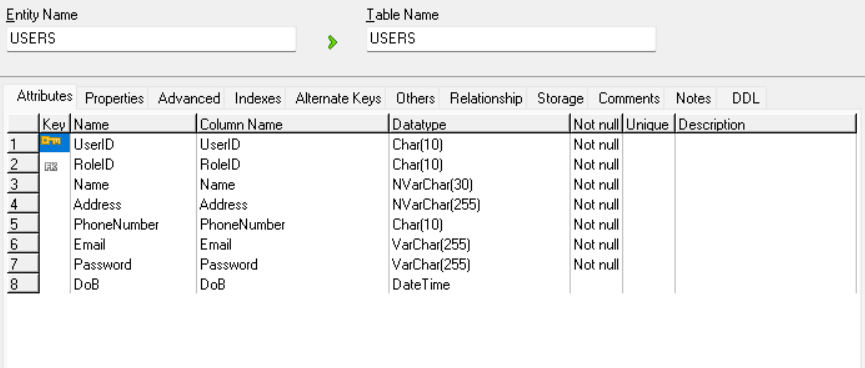 Entity Name Table Name
USERS USERS
Attributes Properties Advanced Indexes Alternate Keys Others Relationship Storage Comments Notes DDL
Key Name Column Name Datatype Not null Unique Description
1 UserID UserID Char(10) Not null
2 FK RoleID RoleID Char(10) Not null
3 Name Name NVarChar(30) Not null
4 Address Address NVarChar(255) Not null
5 PhoneNumber PhoneNumber Char(10) Not null
6 Email Email VarChar(255) Not null
7 Password Password VarChar(255) Not null
8 DoB DoB DateTime